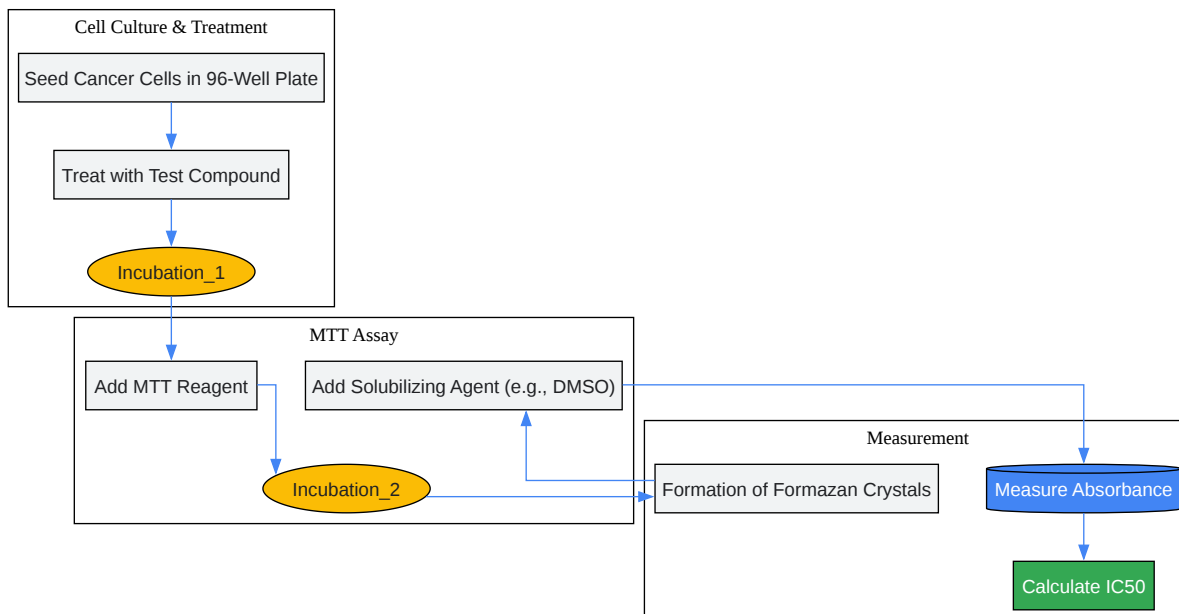 Cell Culture & Treatment
Seed Cancer Cells in 96-Well Plate
Treat with Test Compound
Incubation_1
MTT Assay
Add MTT Reagent
Add Solubilizing Agent (e.g., DMSO)
Incubation_2
Measurement
Formation of Formazan Crystals
Measure Absorbance
Calculate IC50